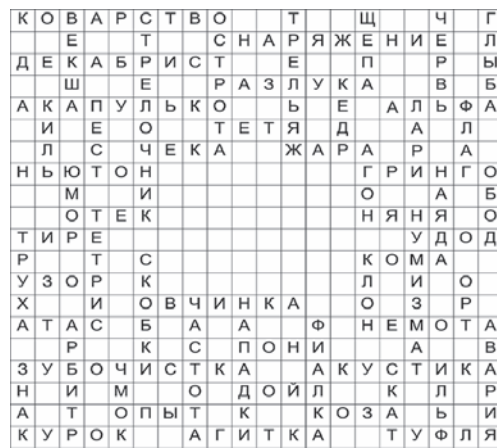 К О В А Р С Т В О Т Щ Ч Г
Е Т С Н А Р Я Ж Е Н И Е Л
Д Е К А Б Р И С Т Е П Р Ы
Ш Е Р А З Л У К А В Б
А К А П У Л Ь К О Ь Е А Л Ь Ф А
И Е О Т Е Т Я Д А Л
Л С Ч Е К А Ж А Р А Р А
Н Ь Ю Т О Н Г Р И Н Г О
М И О А Б
О Т Е К Н Я Н Я О
Т И Р Е У Д О Д
Р Т С К О М А
У З О Р К Л И О
Х И О В Ч И Н К А О З Р
А Т А С Б А А Ф Н Е М О Т А
Р К С П О Н И А В
З У Б О Ч И С Т К А А К У С Т И К А
Н И М О Д О Й Л К Л Р
А Т О П Ы Т К К О З А Ь И
К У Р О К А Г И Т К А Т У Ф Л Я